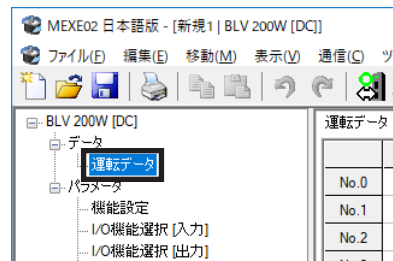 MEXE02 日本語版 - [新規1 | BLV 200W [DC]]
ファイル(F) 編集(E) 移動(M) 表示(V) 通信(C) ツ
BLV 200W [DC]
データ
運転データ
パラメータ
機能設定
I/O機能選択 [入力]
I/O機能選択 [出力]
運転データ
No.0
No.1
No.2